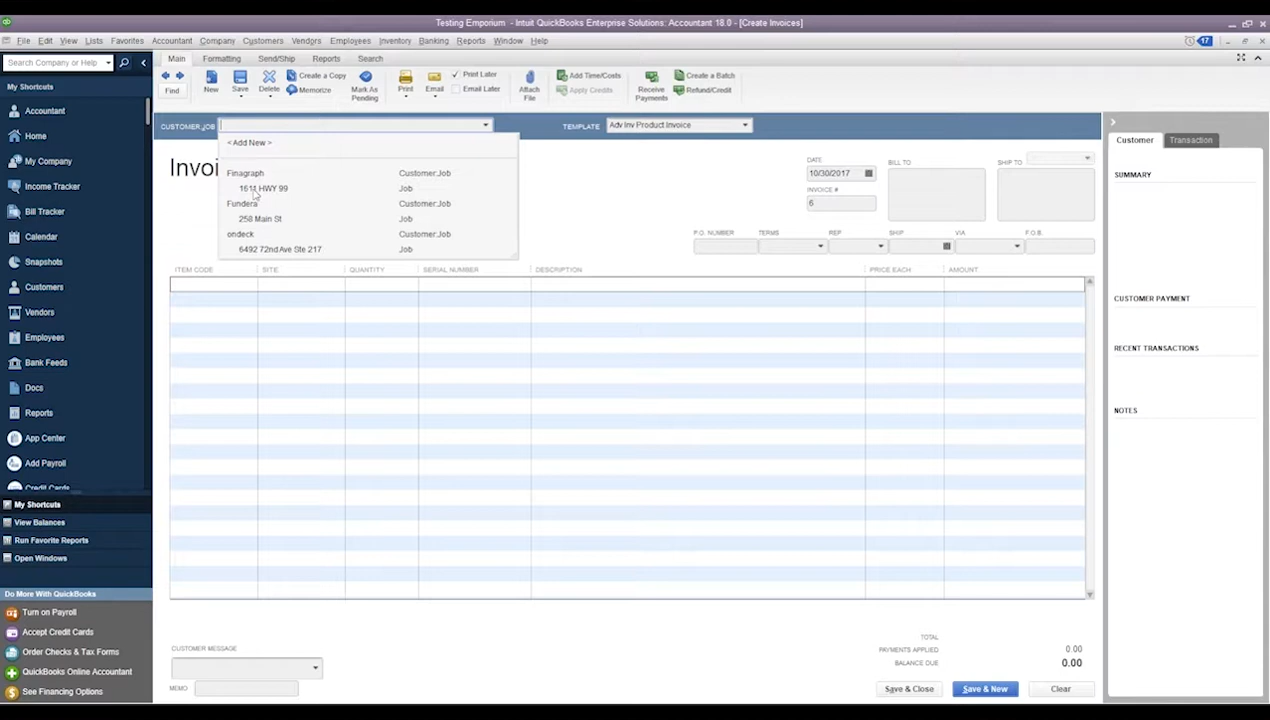 Testing Emporium - Intuit QuickBooks Enterprise Solutions: Accountant 18.0 - [Create Invoices]
File Edit View Lists Favorites Accountant Company Customers Vendors Employees Inventory Banking Reports Window Help
17
Search Company or Help
My Shortcuts
Accountant
Home
My Company
Income Tracker
Bill Tracker
Calendar
Snapshots
Customers
Vendors
Employees
Bank Feeds
Docs
Reports
App Center
Add Payroll
Credit Cards
My Shortcuts
View Balances
Run Favorite Reports
Open Windows
Do More With QuickBooks
Turn on Payroll
Accept Credit Cards
Order Checks & Tax Forms
QuickBooks Online Accountant
See Financing Options
Main Formatting Send/Ship Reports Search
Find
New
Save
Delete
Create a Copy
Memorize
Mark As
Pending
Print
Email
Print Later
Email Later
Attach
File
Add Time/Costs
Apply Credits
Receive
Payments
Create a Batch
Refund/Credit
CUSTOMER:JOB
TEMPLATE Adv Inv Product Invoice
< Add New >
Finagraph Customer:Job
1611 HWY 99 Job
Fundera Customer:Job
258 Main St Job
ondeck Customer:Job
6492 72nd Ave Ste 217 Job
Invoi
DATE
10/30/2017
INVOICE #
6
BILL TO
SHIP TO
P.O. NUMBER TERMS REP SHIP VIA F.O.B.
ITEM CODE SITE QUANTITY SERIAL NUMBER DESCRIPTION PRICE EACH AMOUNT
TOTAL
PAYMENTS APPLIED 0.00
BALANCE DUE 0.00
CUSTOMER MESSAGE
MEMO
Save & Close Save & New Clear
Customer Transaction
SUMMARY
CUSTOMER PAYMENT
RECENT TRANSACTIONS
NOTES